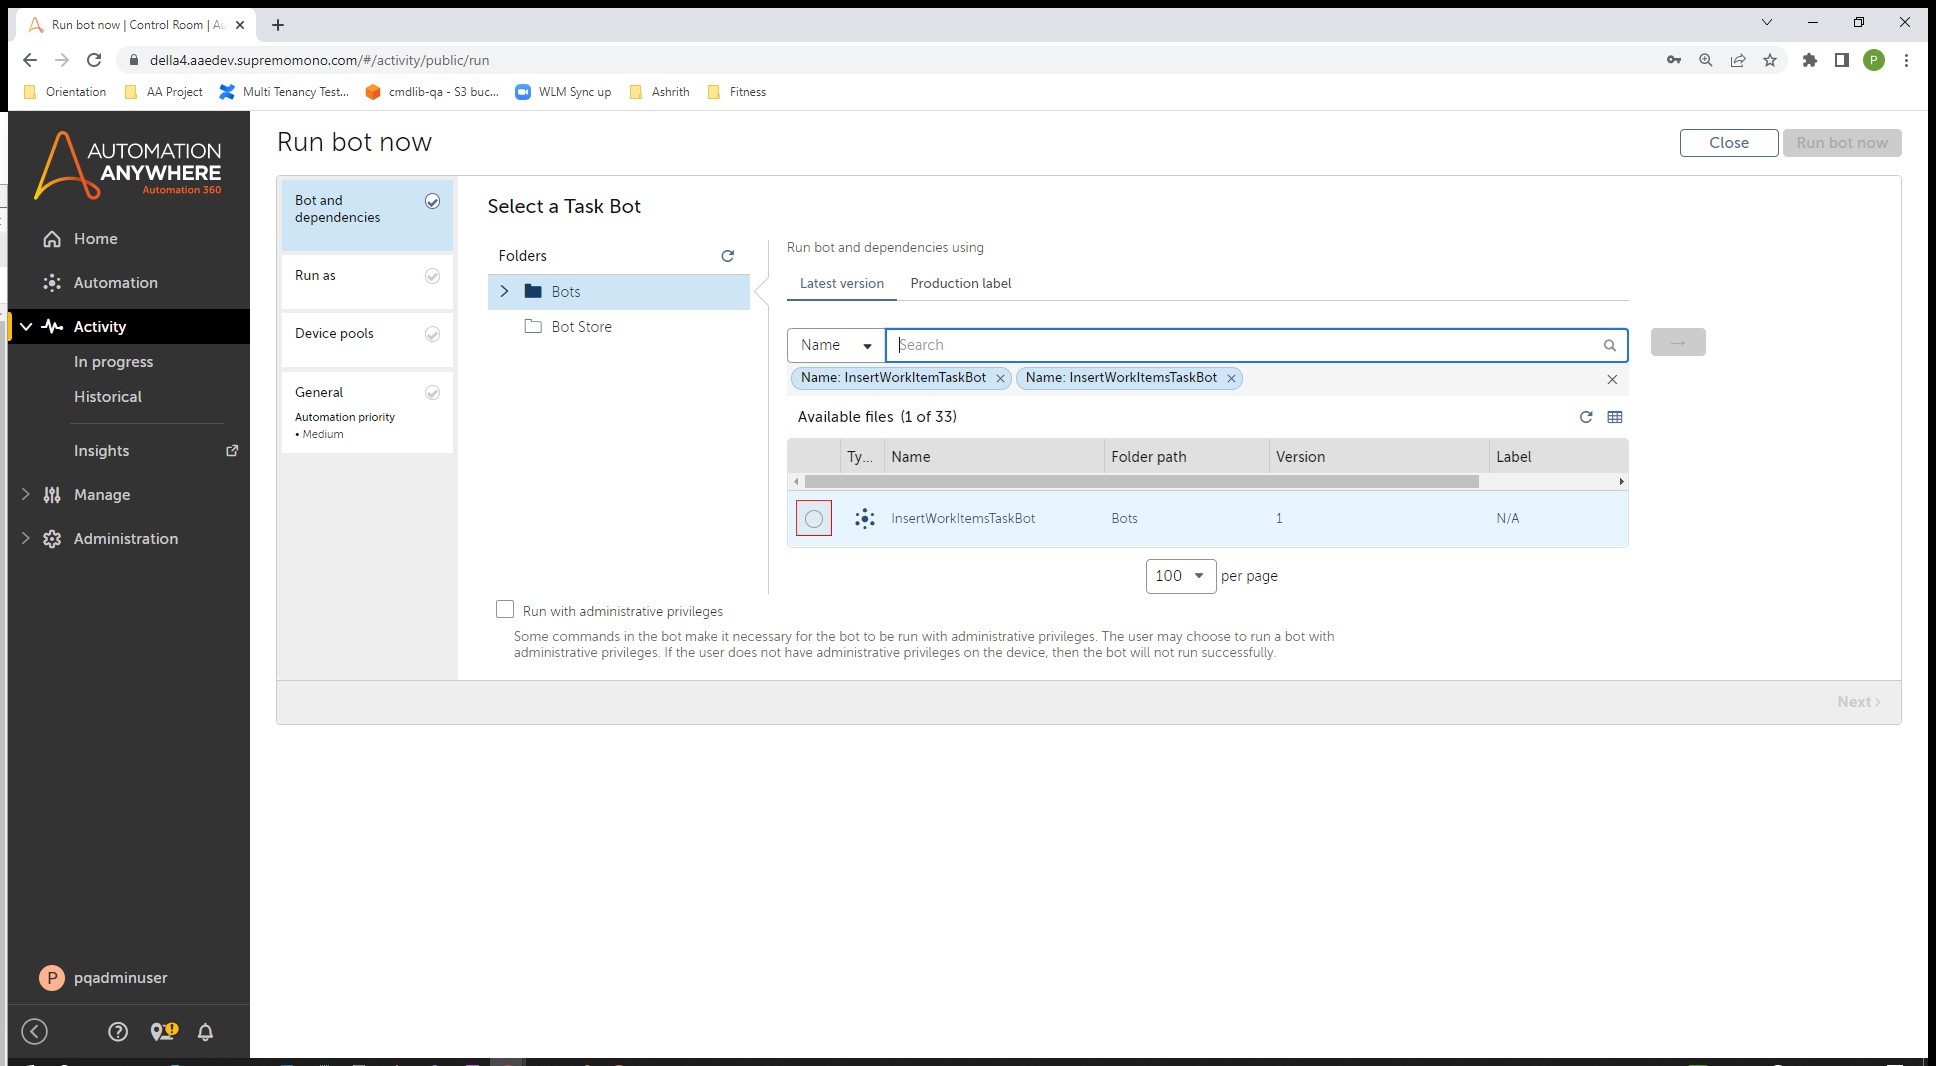 Run bot now | Control Room | Au
della4.aaedev.supremomono.com/#/activity/public/run
P
Orientation
AA Project
Multi Tenancy Test...
cmdlib-qa - S3 buc...
WLM Sync up
Ashrith
Fitness
AUTOMATION
ANYWHERE
Automation 360
Home
Automation
Activity
In progress
Historical
Insights
Manage
Administration
P pqadminuser
Run bot now
Close
Run bot now
Bot and
dependencies
Run as
Device pools
General
Automation priority
• Medium
Select a Task Bot
Folders
Bots
Bot Store
Run bot and dependencies using
Latest version
Production label
Name
Search
Name: InsertWorkItemTaskBot
Name: InsertWorkItemsTaskBot
Available files (1 of 33)
Ty... Name Folder path Version Label
InsertWorkItemsTaskBot Bots 1 N/A
100 per page
Run with administrative privileges
Some commands in the bot make it necessary for the bot to be run with administrative privileges. The user may choose to run a bot with
administrative privileges. If the user does not have administrative privileges on the device, then the bot will not run successfully.
Next